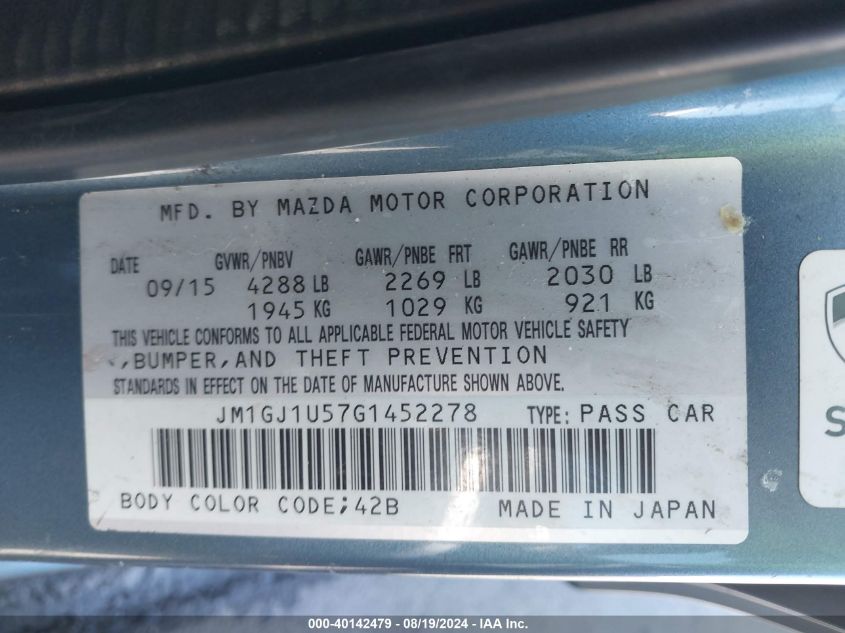 MFD. BY MAZDA MOTOR CORPORATION
DATE GVWR/PNBV GAWR/PNBE FRT GAWR/PNBE RR
09/15 4288 LB 2269 LB 2030 LB
1945 KG 1029 KG 921 KG
THIS VEHICLE CONFORMS TO ALL APPLICABLE FEDERAL MOTOR VEHICLE SAFETY
,BUMPER,AND THEFT PREVENTION
STANDARDS IN EFFECT ON THE DATE OF MANUFACTURE SHOWN ABOVE.
JM1GJ1U57G1452278 TYPE: PASS CAR
BODY COLOR CODE;42B MADE IN JAPAN
S
000-40142479 - 08/19/2024 - IAA Inc.